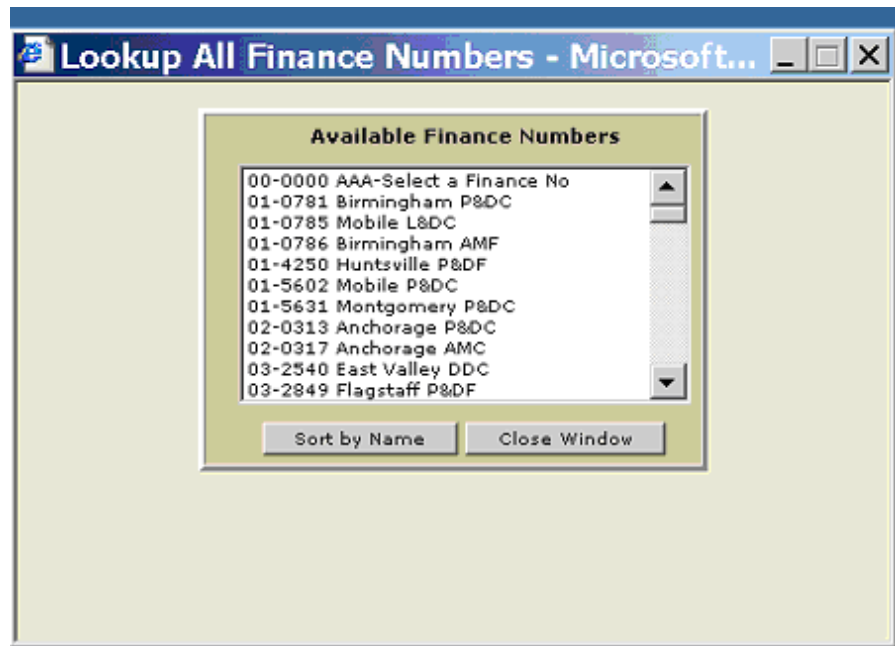 Lookup All Finance Numbers - Microsoft...
Available Finance Numbers
00-0000 AAA-Select a Finance No
01-0781 Birmingham P&DC
01-0785 Mobile L&DC
01-0786 Birmingham AMF
01-4250 Huntsville P&DF
01-5602 Mobile P&DC
01-5631 Montgomery P&DC
02-0313 Anchorage P&DC
02-0317 Anchorage AMC
03-2540 East Valley DDC
03-2849 Flagstaff P&DF
Sort by Name Close Window